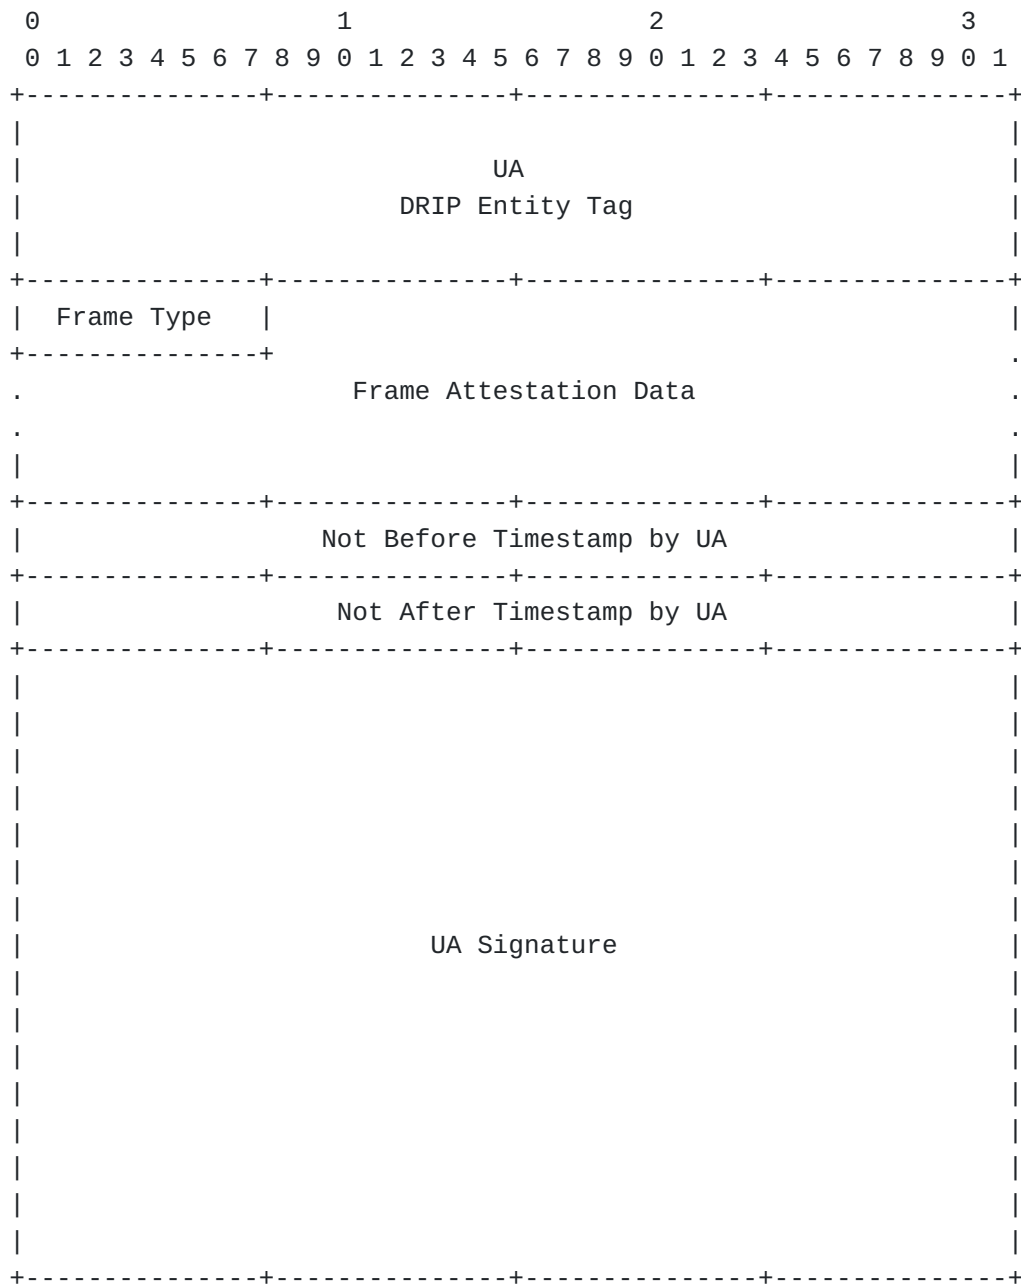 0                   1                   2                   3
 0 1 2 3 4 5 6 7 8 9 0 1 2 3 4 5 6 7 8 9 0 1 2 3 4 5 6 7 8 9 0 1
+---------------+---------------+---------------+---------------+
|                                                               |
|                              UA                               |
|                        DRIP Entity Tag                        |
|                                                               |
+---------------+---------------+---------------+---------------+
|  Frame Type   |                                               |
+---------------+                                               .
.                     Frame Attestation Data                    .
.                                                               .
|                                                               |
+---------------+---------------+---------------+---------------+
|                   Not Before Timestamp by UA                  |
+---------------+---------------+---------------+---------------+
|                    Not After Timestamp by UA                  |
+---------------+---------------+---------------+---------------+
|                                                               |
|                                                               |
|                                                               |
|                                                               |
|                                                               |
|                                                               |
|                                                               |
|                          UA Signature                         |
|                                                               |
|                                                               |
|                                                               |
|                                                               |
|                                                               |
|                                                               |
|                                                               |
|                                                               |
+---------------+---------------+---------------+---------------+